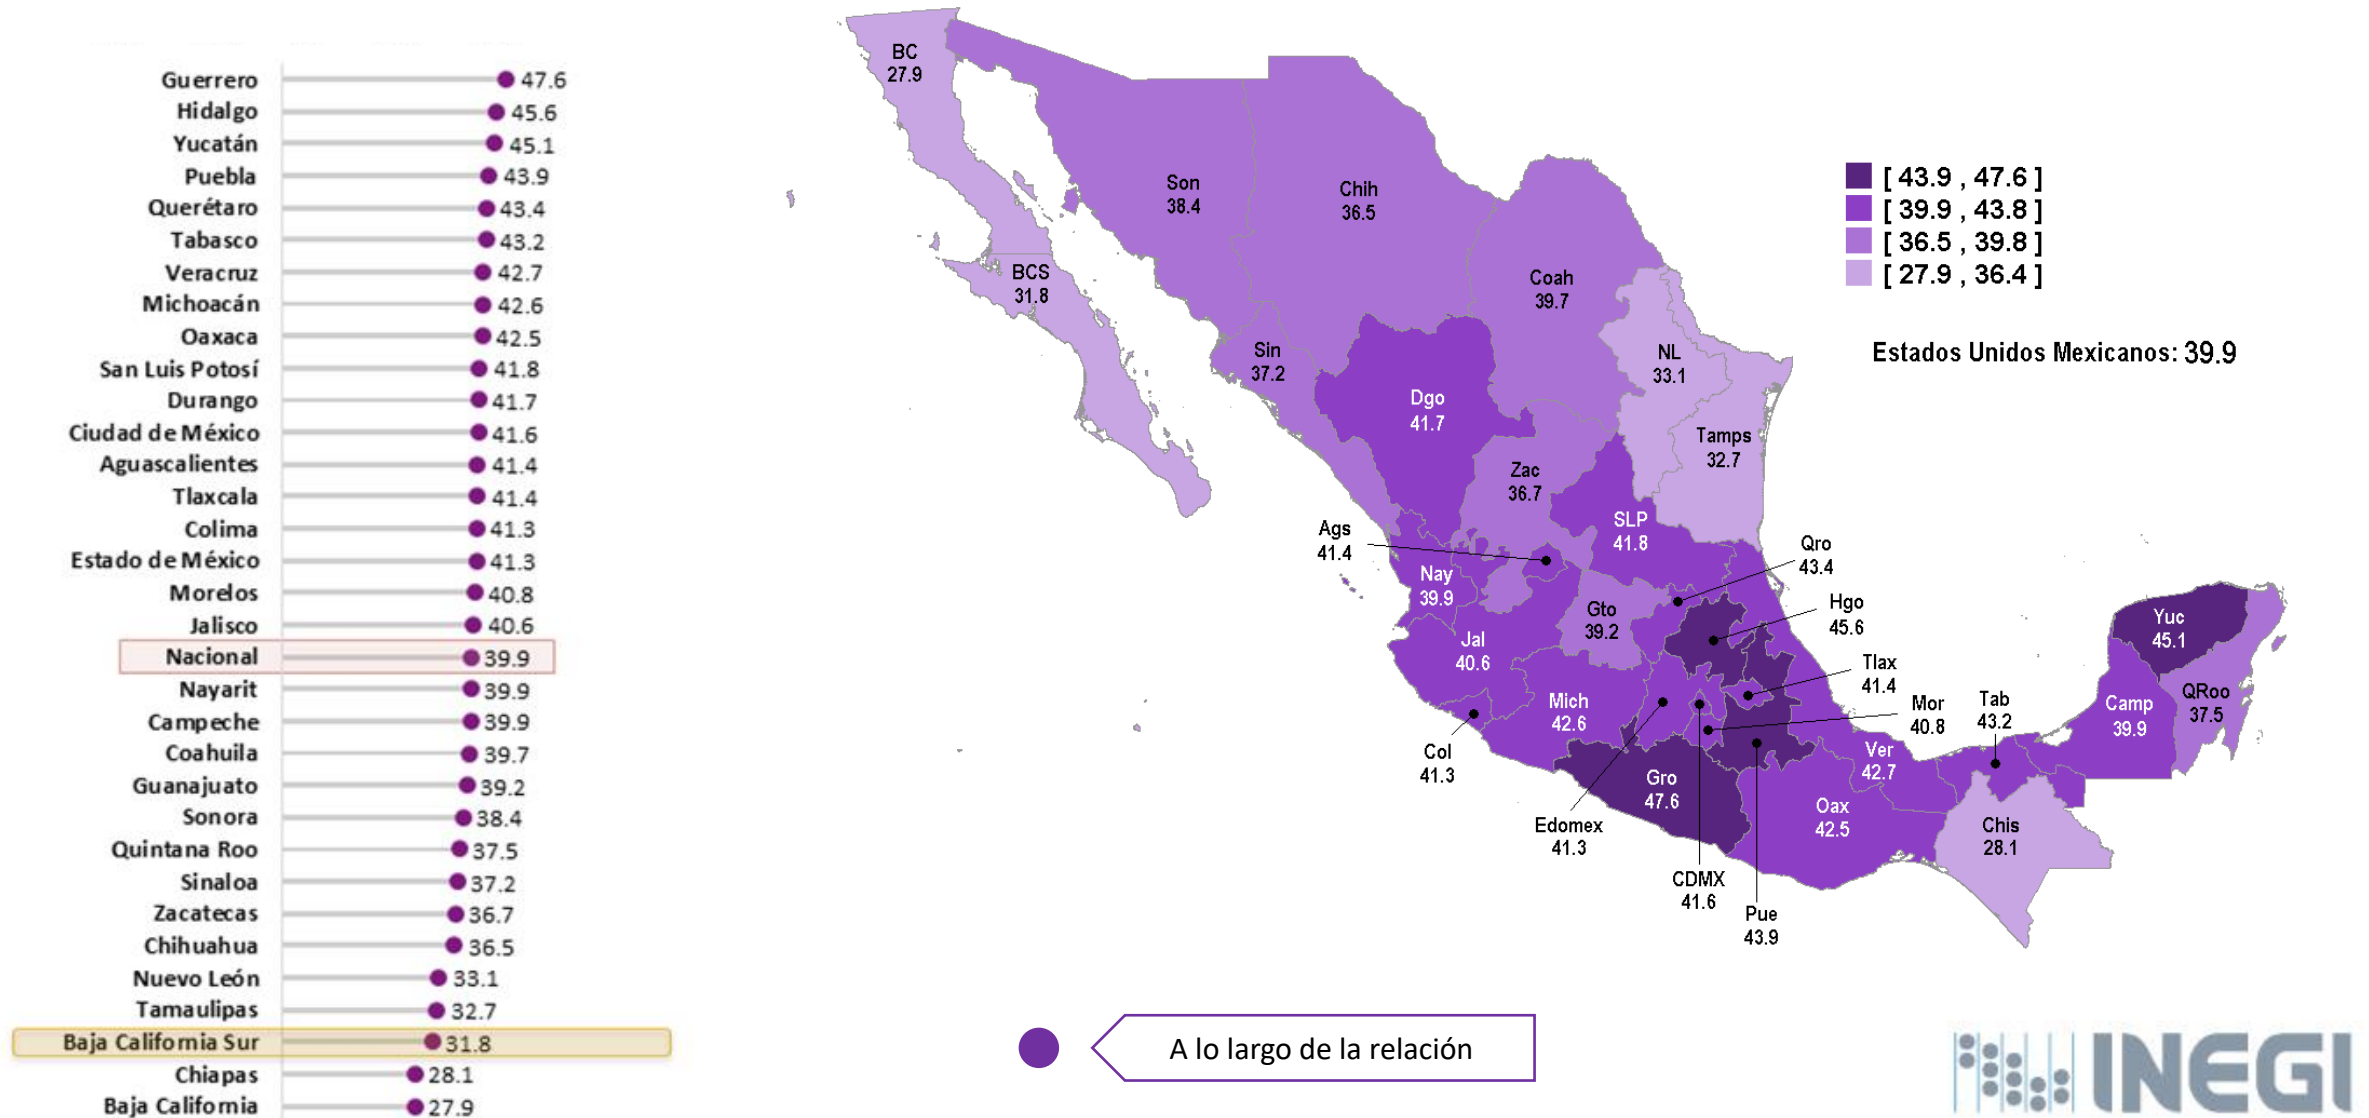 Guerrero 47.6
Hidalgo 45.6
Yucatán 45.1
Puebla 43.9
Querétaro 43.4
Tabasco 43.2
Veracruz 42.7
Michoacán 42.6
Oaxaca 42.5
San Luis Potosí 41.8
Durango 41.7
Ciudad de México 41.6
Aguascalientes 41.4
Tlaxcala 41.4
Colima 41.3
Estado de México 41.3
Morelos 40.8
Jalisco 40.6
Nacional 39.9
Nayarit 39.9
Campeche 39.9
Coahuila 39.7
Guanajuato 39.2
Sonora 38.4
Quintana Roo 37.5
Sinaloa 37.2
Zacatecas 36.7
Chihuahua 36.5
Nuevo León 33.1
Tamaulipas 32.7
Baja California Sur 31.8
Chiapas 28.1
Baja California 27.9
BC
27.9
Son
38.4
Chih
36.5
BCS
31.8
Coah
39.7
Sin
37.2
NL
33.1
Dgo
41.7
Tamps
32.7
Zac
36.7
Ags
41.4
SLP
41.8
Qro
43.4
Nay
39.9
Gto
39.2
Hgo
45.6
Yuc
45.1
Jal
40.6
Tlax
41.4
Mich
42.6
Mor
40.8
Tab
43.2
Camp
39.9
QRoo
37.5
Col
41.3
Ver
42.7
Gro
47.6
Oax
42.5
Edomex
41.3
Chis
28.1
CDMX
41.6
Pue
43.9
[ 43.9 , 47.6 ]
[ 39.9 , 43.8 ]
[ 36.5 , 39.8 ]
[ 27.9 , 36.4 ]
Estados Unidos Mexicanos: 39.9
A lo largo de la relación
INEGI